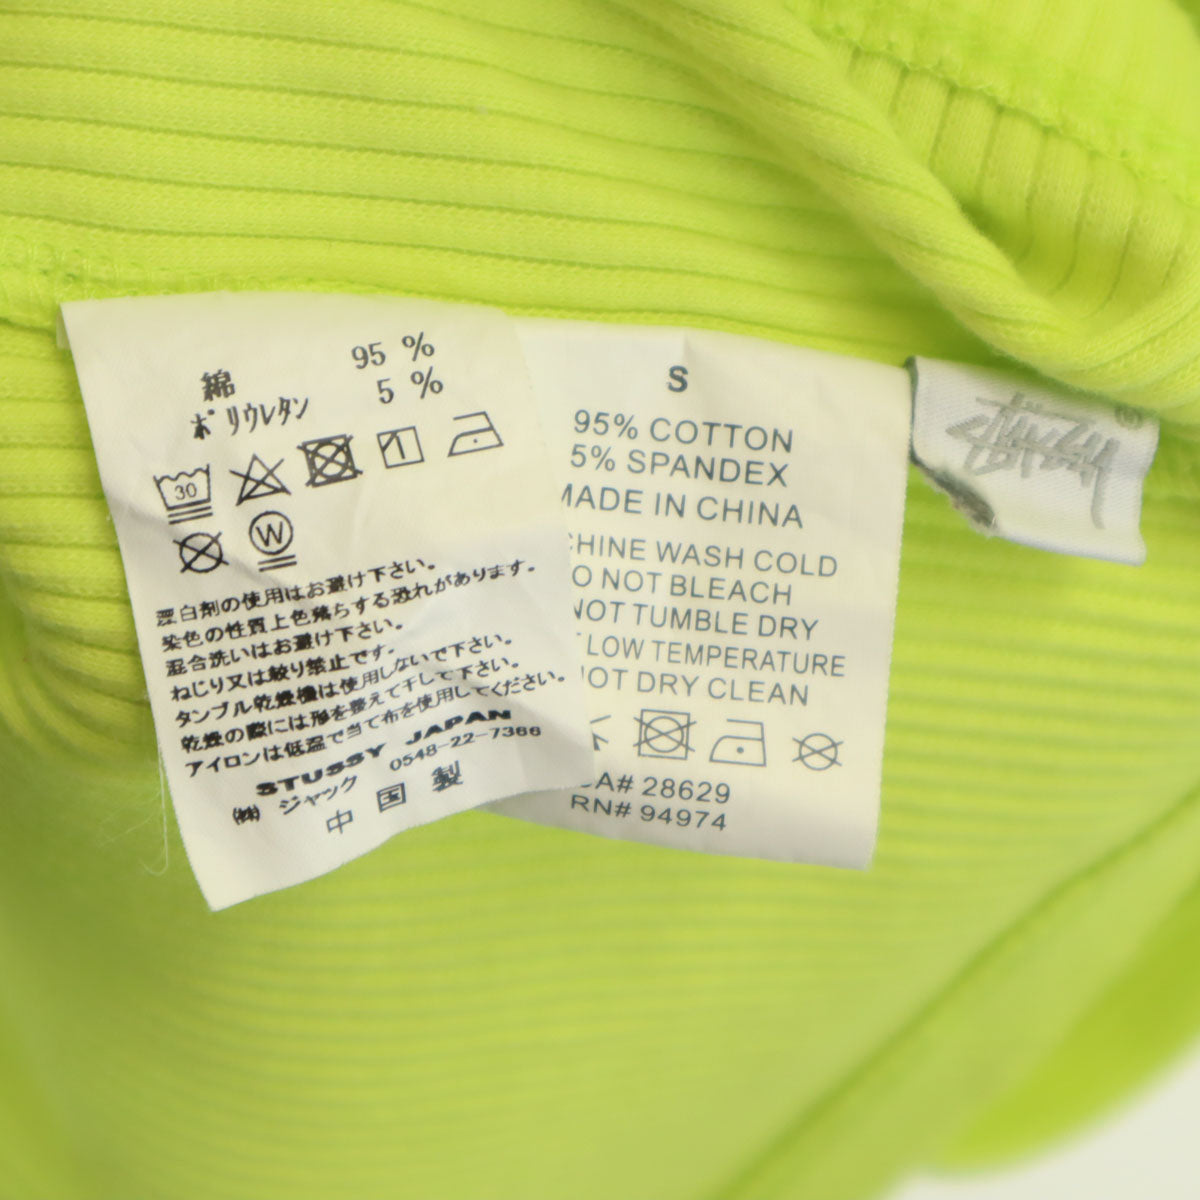 綿 95 %
ポリウレタン 5 %
30
W
漂白剤の使用はお避け下さい。
染色の性質上色落ちする恐れがあります。
混合洗いはお避け下さい。
ねじり又は絞り禁止です。
タンブル乾燥機は使用しないで下さい。
乾燥の際には形を整えて干して下さい。
アイロンは低温で当て布を使用してください。
STUSSY JAPAN
㈱ ジャック 0548-22-7366
中 国 製
S
95% COTTON
5% SPANDEX
MADE IN CHINA
CHINE WASH COLD
O NOT BLEACH
NOT TUMBLE DRY
LOW TEMPERATURE
NOT DRY CLEAN
CA# 28629
RN# 94974
Stüssy ®